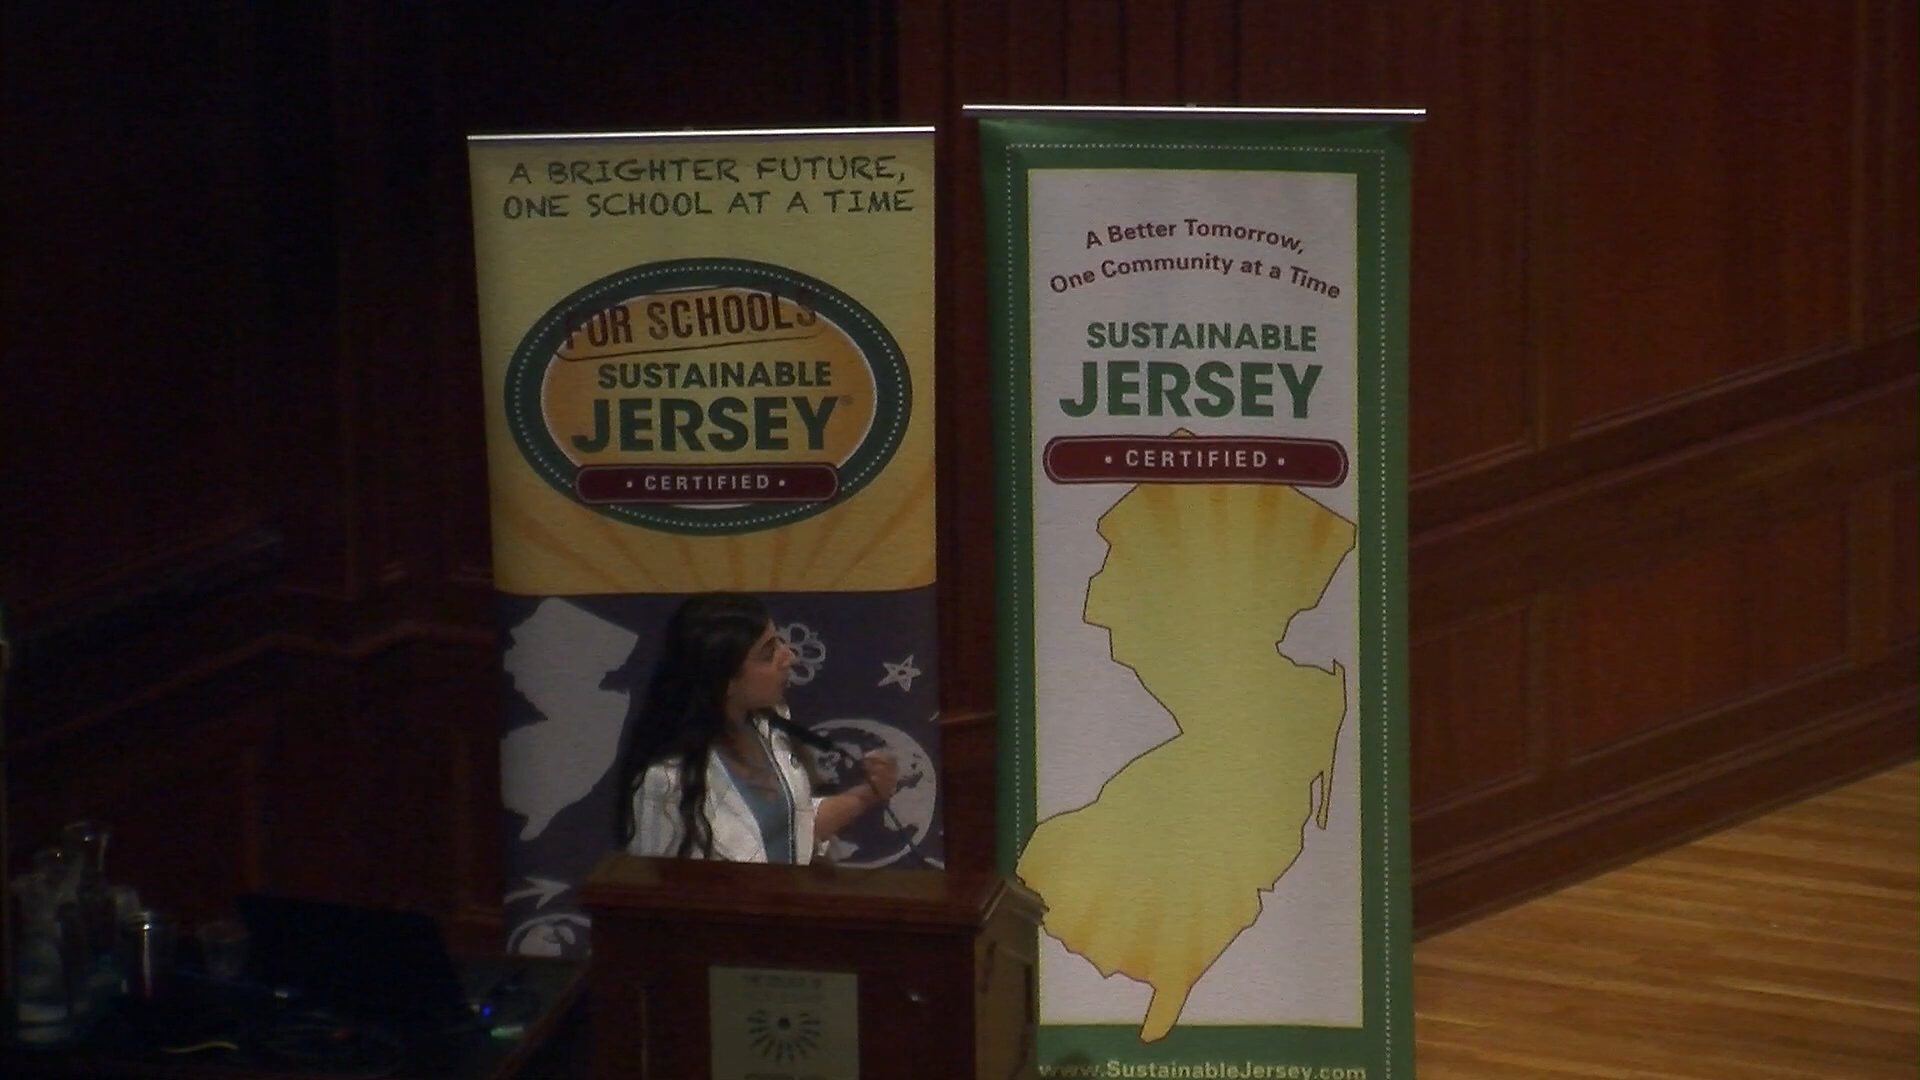 A BRIGHTER FUTURE,
ONE SCHOOL AT A TIME
FOR SCHOOLS
SUSTAINABLE
JERSEY
• CERTIFIED •
A Better Tomorrow,
One Community at a Time
SUSTAINABLE
JERSEY
• CERTIFIED •
www.SustainableJersey.com